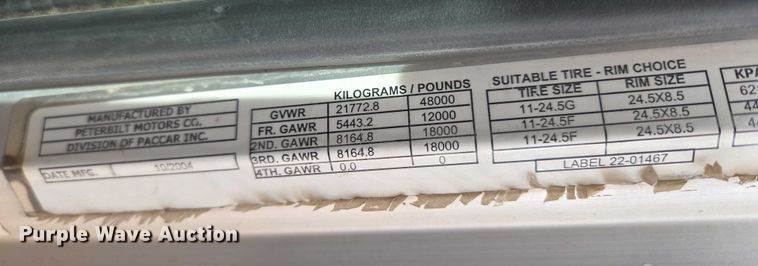 MANUFACTURED BY
PETERBILT MOTORS CO.
DIVISION OF PACCAR INC.
DATE MFG. 10/2004
KILOGRAMS / POUNDS
GVWR 21772.8 48000
FR. GAWR 5443.2 12000
2ND. GAWR 8164.8 18000
3RD. GAWR 8164.8 18000
4TH. GAWR 0.0 0
SUITABLE TIRE - RIM CHOICE
TIRE SIZE RIM SIZE
11-24.5G 24.5X8.5
11-24.5F 24.5X8.5
11-24.5F 24.5X8.5
LABEL 22-01467
KPA
Purple Wave Auction